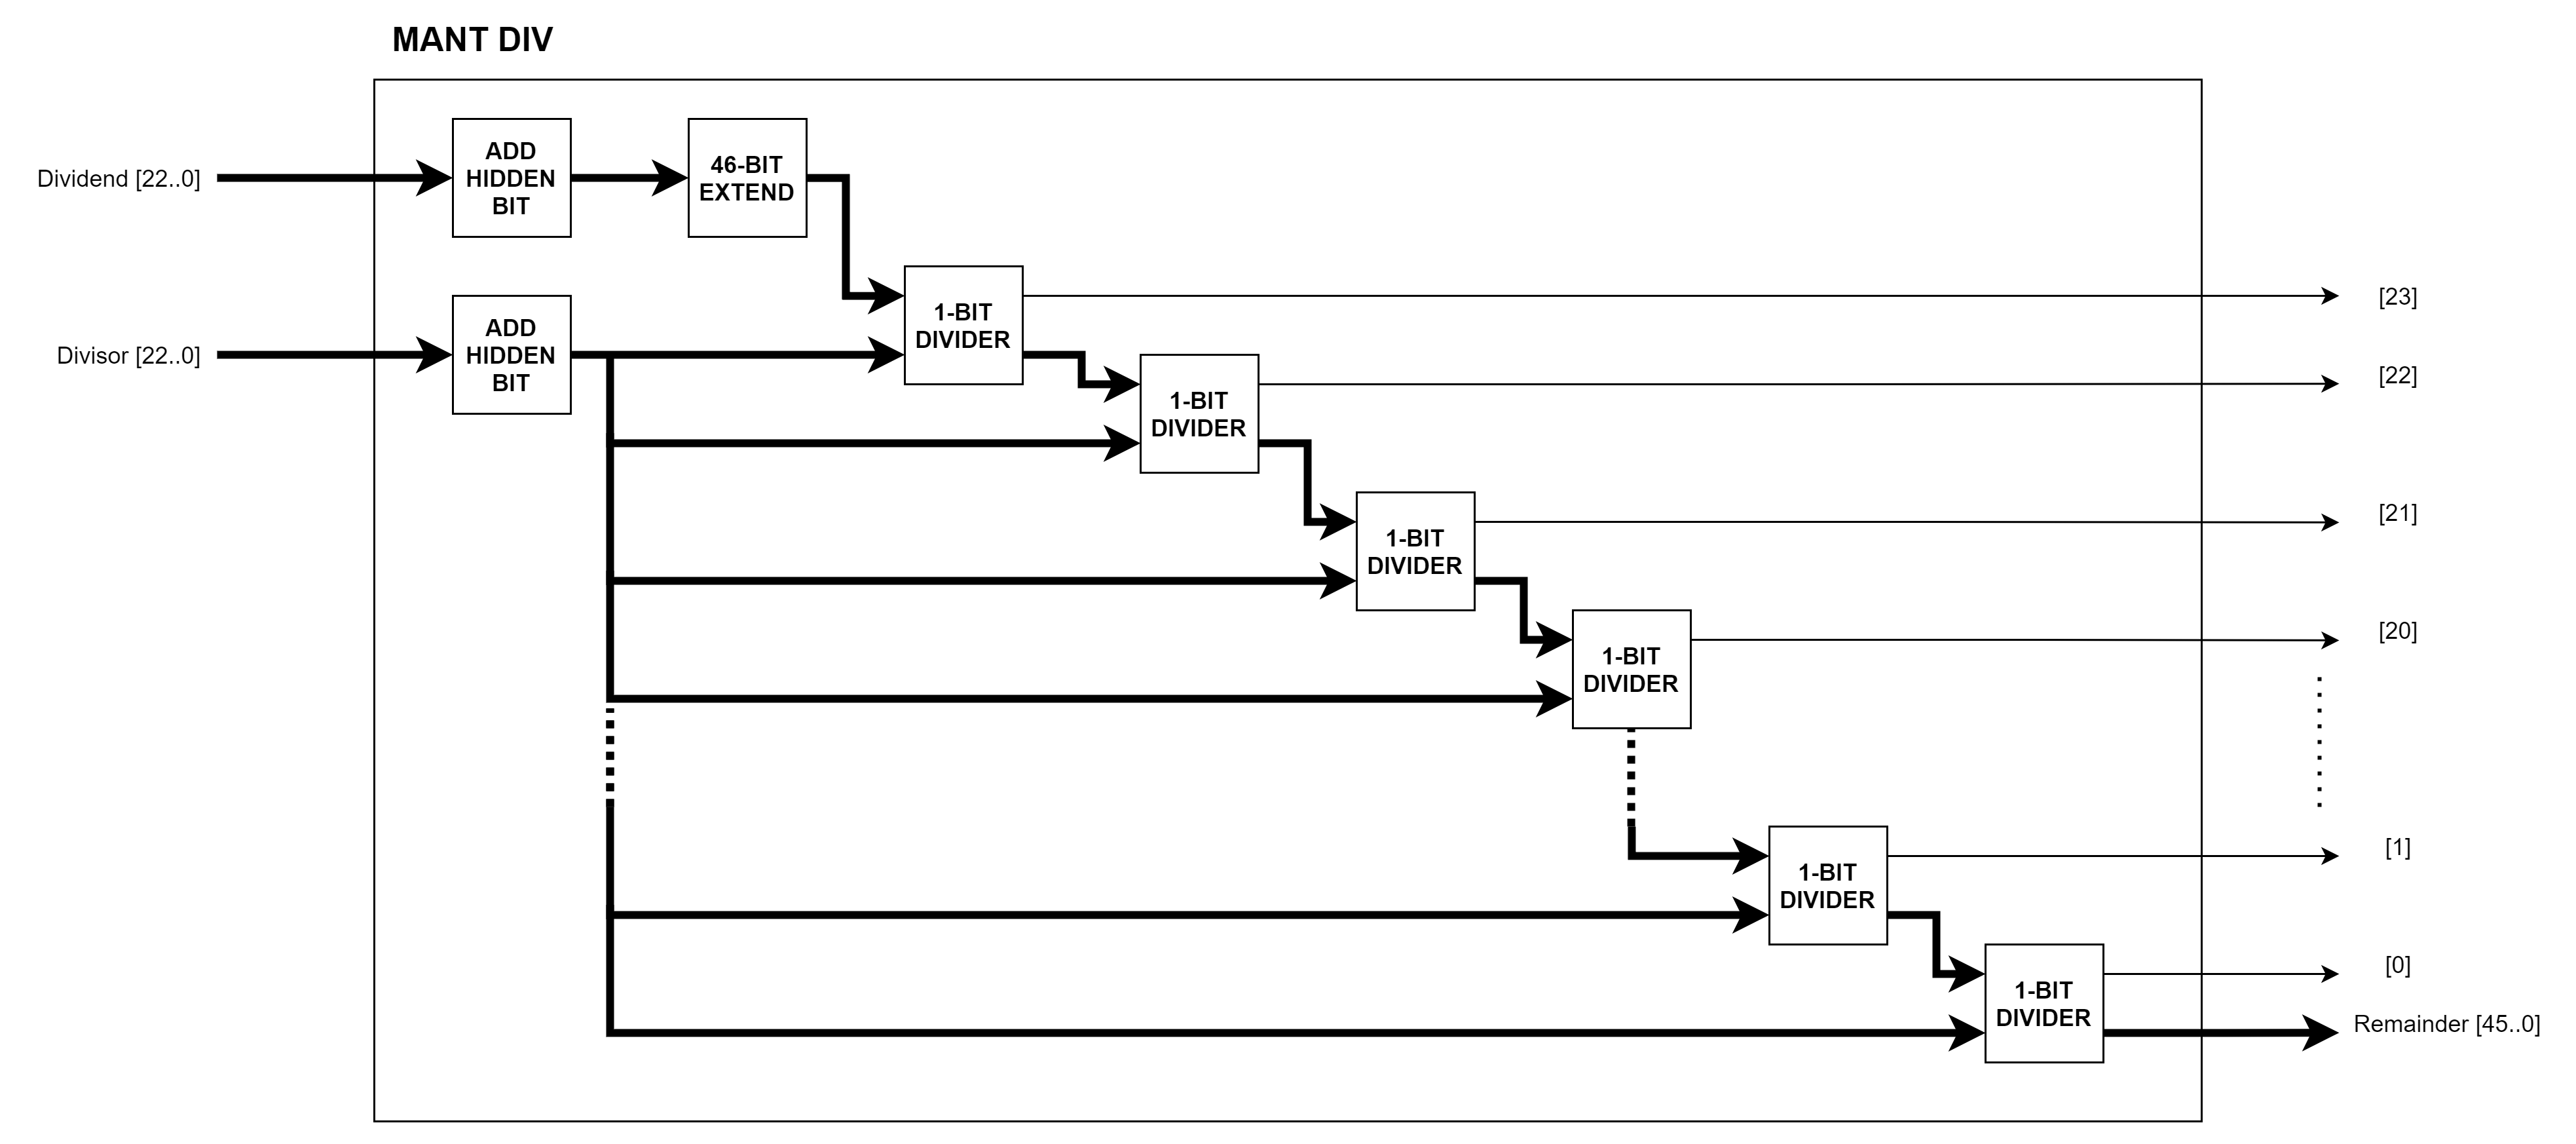 MANT DIV
Dividend [22..0]
ADD
HIDDEN
BIT
46-BIT
EXTEND
Divisor [22..0]
ADD
HIDDEN
BIT
1-BIT
DIVIDER
[23]
1-BIT
DIVIDER
[22]
1-BIT
DIVIDER
[21]
1-BIT
DIVIDER
[20]
1-BIT
DIVIDER
[1]
1-BIT
DIVIDER
[0]
Remainder [45..0]